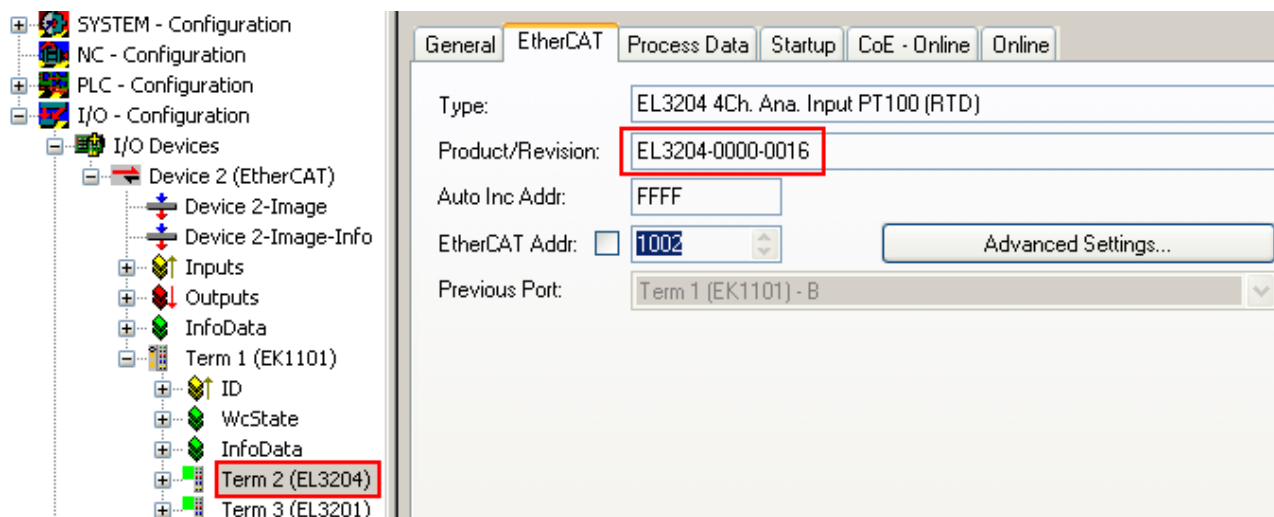 SYSTEM - Configuration
NC - Configuration
PLC - Configuration
I/O - Configuration
I/O Devices
Device 2 (EtherCAT)
Device 2-Image
Device 2-Image-Info
Inputs
Outputs
InfoData
Term 1 (EK1101)
ID
WcState
InfoData
Term 2 (EL3204)
Term 3 (EL3201)
General EtherCAT Process Data Startup CoE - Online Online
Type: EL3204 4Ch. Ana. Input PT100 (RTD)
Product/Revision: EL3204-0000-0016
Auto Inc Addr: FFFF
EtherCAT Addr: 1002 Advanced Settings...
Previous Port: Term 1 (EK1101) - B